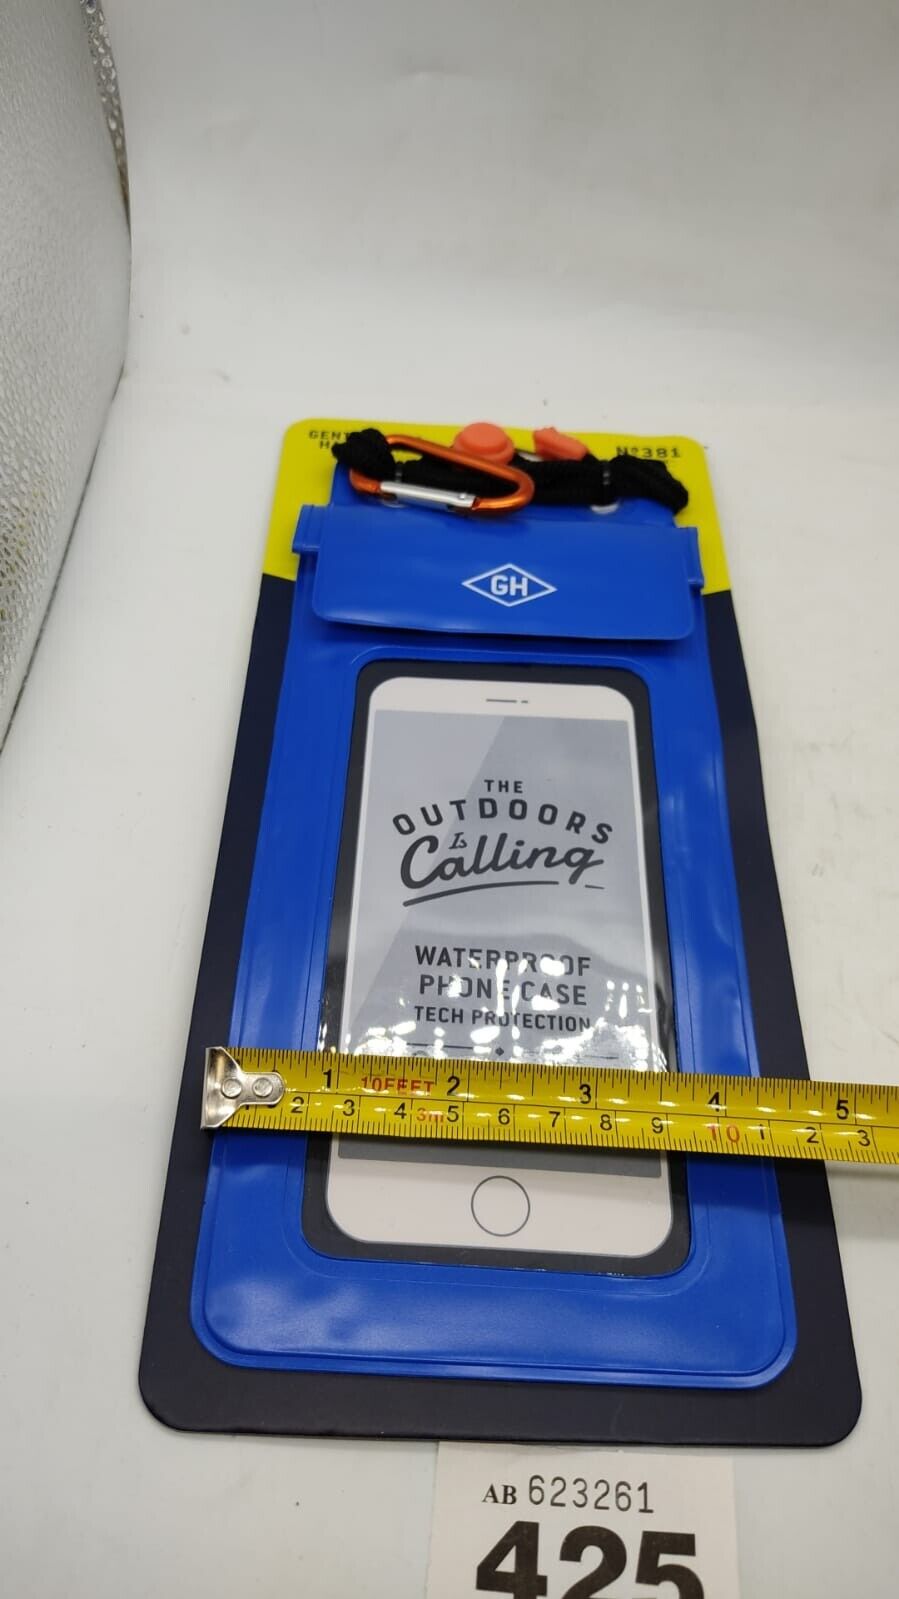 GEN
Nº381
GH
THE
OUTDOORS
Is
Calling
WATERPROOF
PHONE CASE
TECH PROTECTION
1 10FEET 2 3 4 5
2 3 4 3m 5 6 7 8 9 10 1 2 3
AB 623261
425